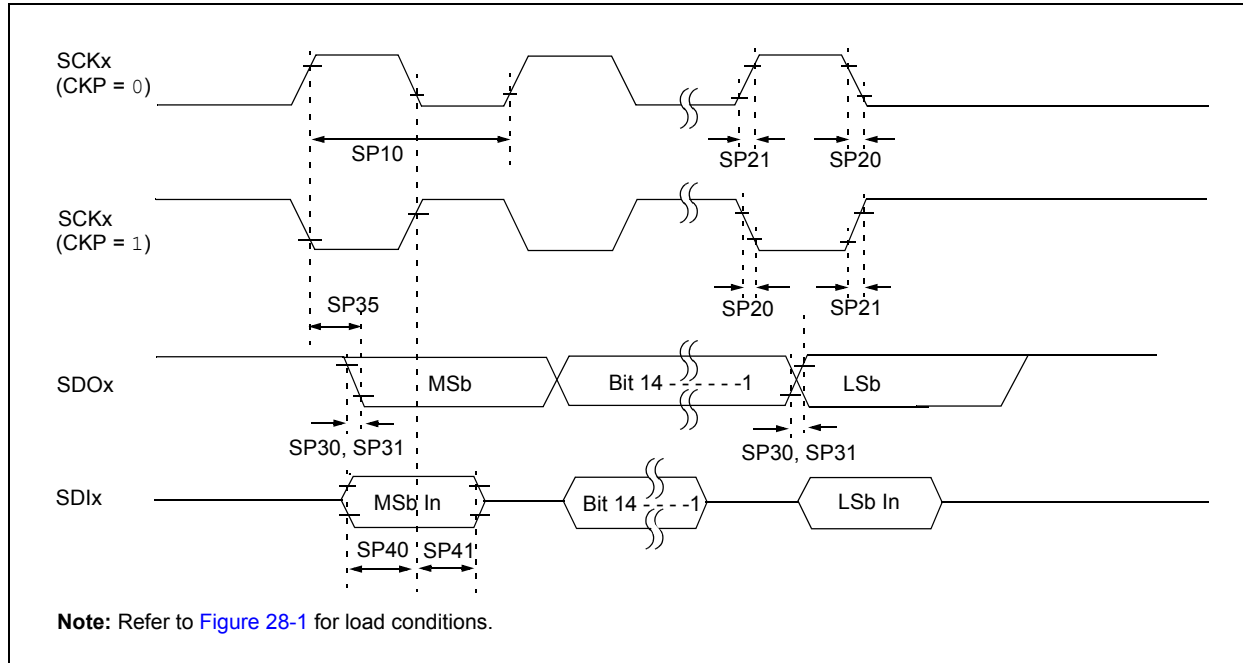 SCKx
(CKP = 0)
SP10
SP21
SP20
SCKx
(CKP = 1)
SP20
SP21
SP35
SDOx
MSb
Bit 14 - - - - - -1
LSb
SP30, SP31
SP30, SP31
SDIx
MSb In
Bit 14 - - - -1
LSb In
SP40
SP41
Note: Refer to Figure 28-1 for load conditions.